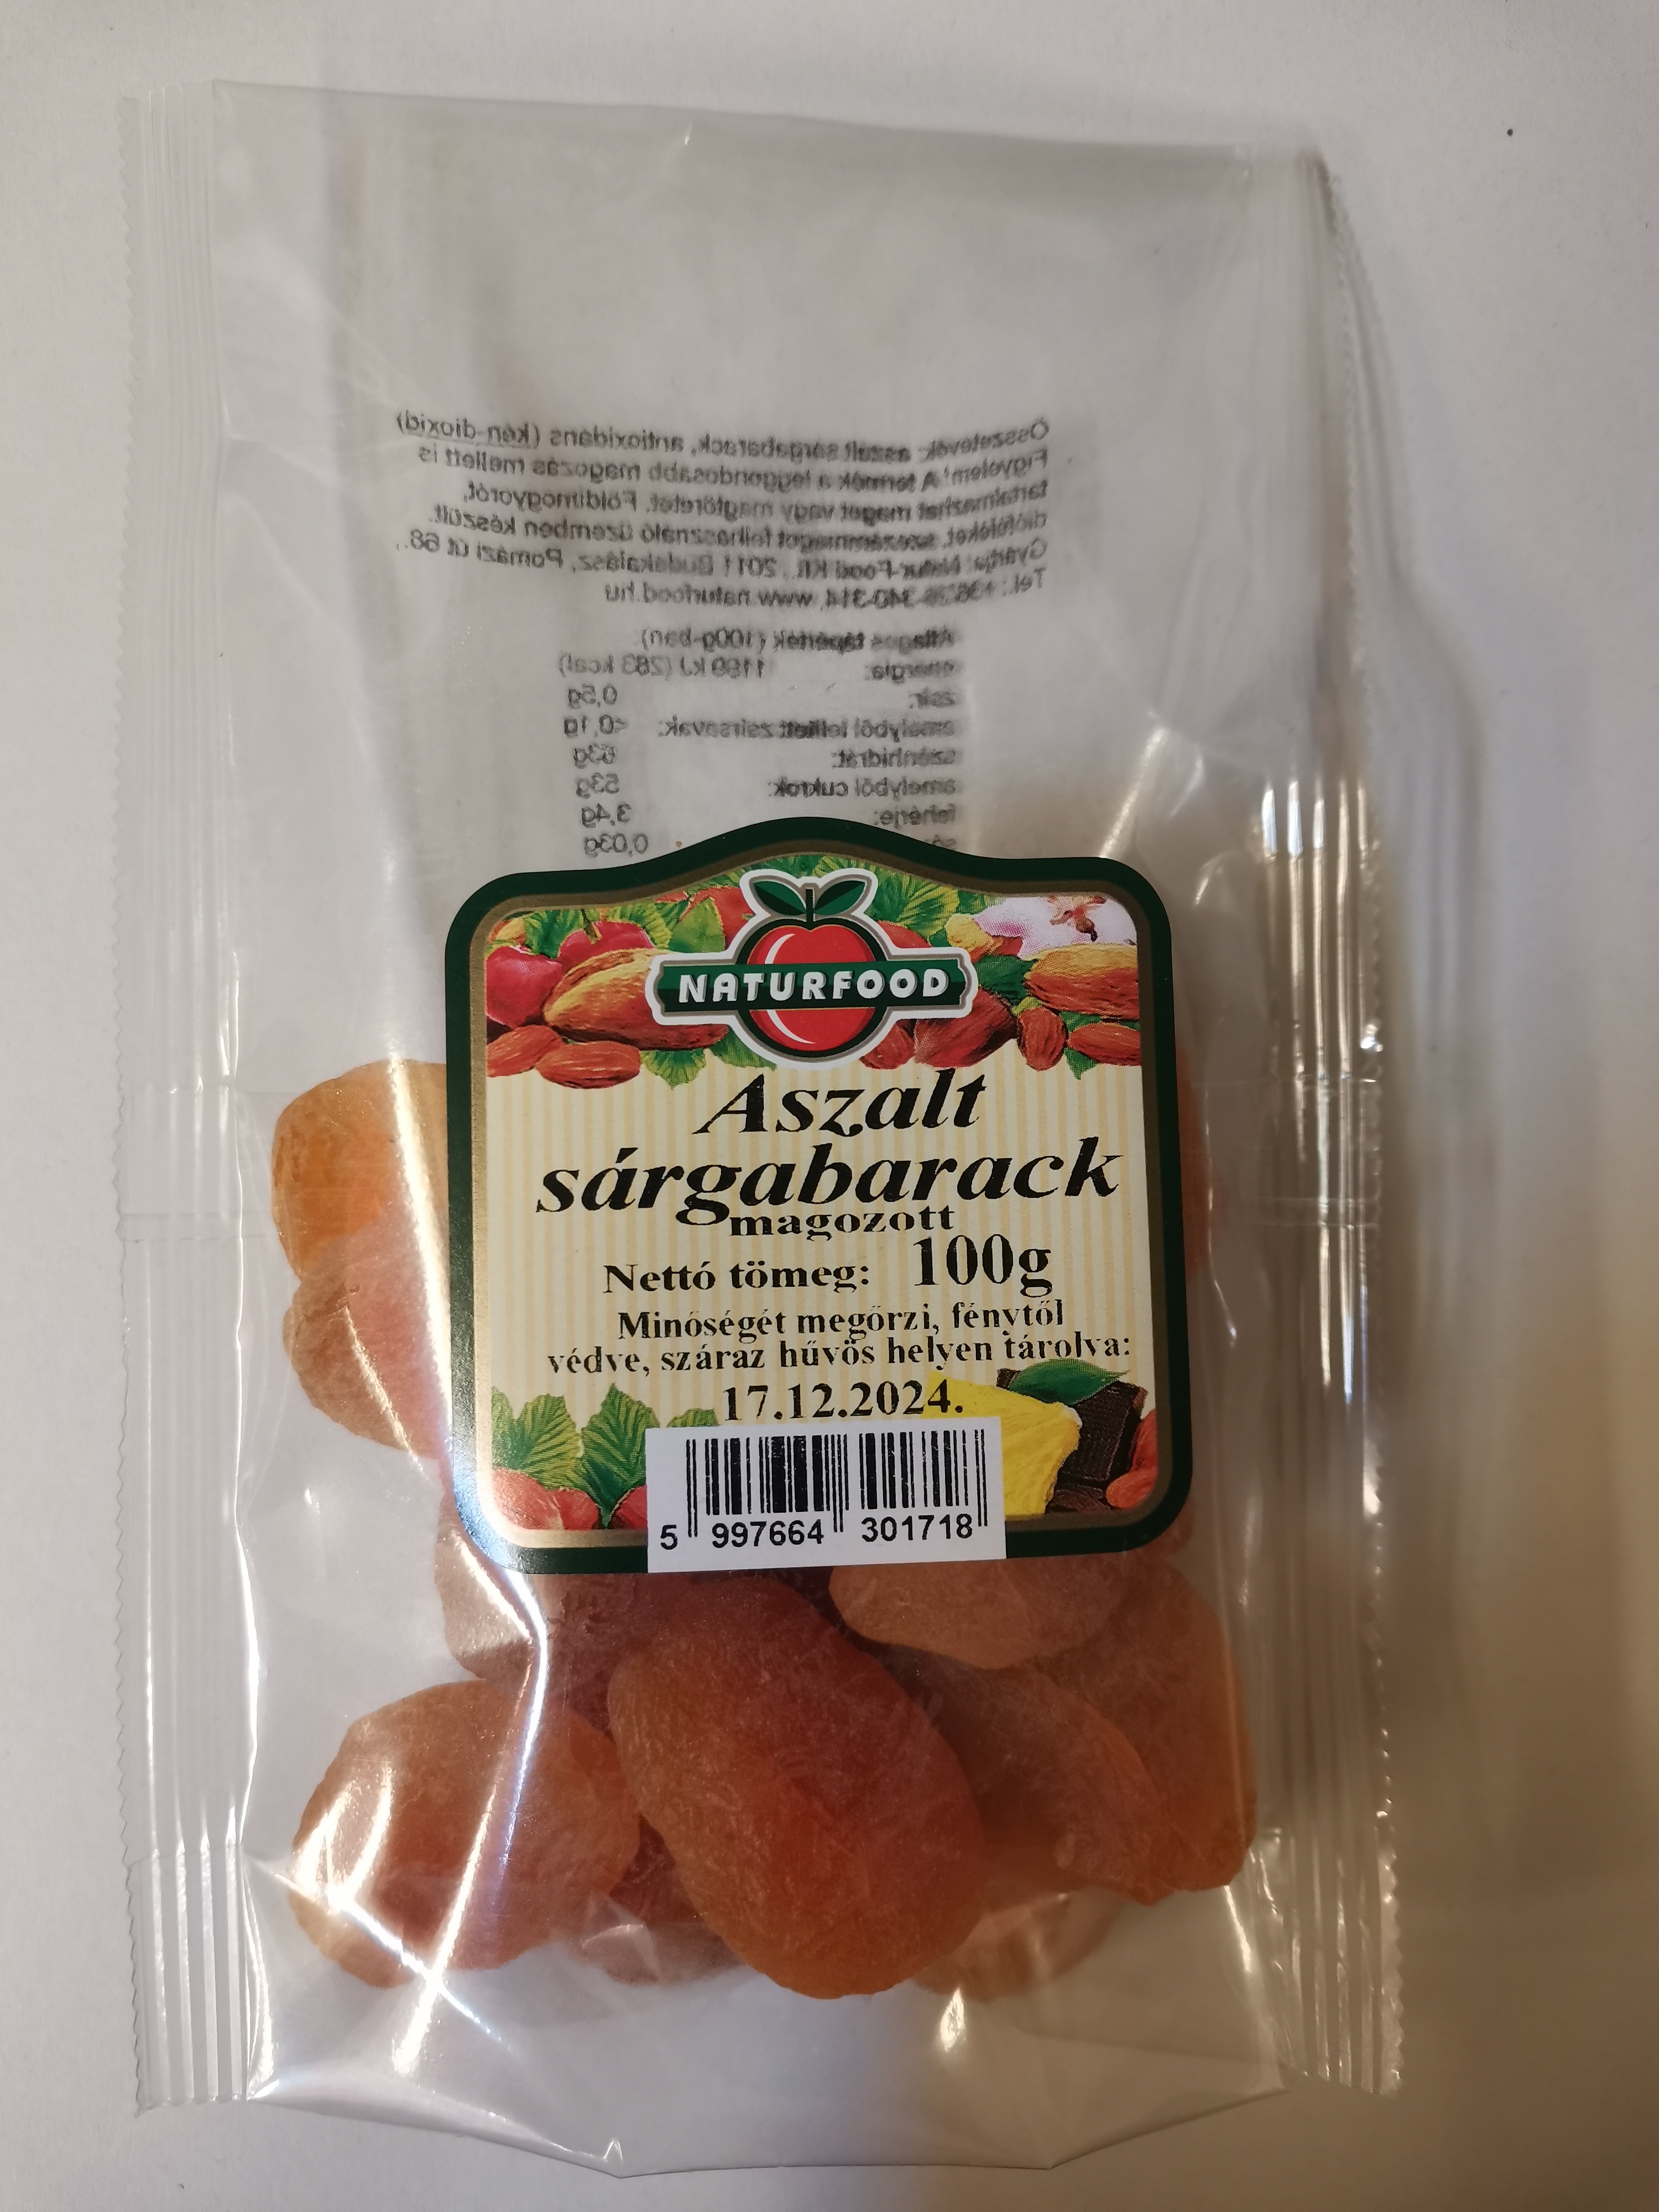 Összetevők: aszalt sárgabarack, antioxidáns (kén-dioxid)
Figyelem! A termék a leggondosabb magozás mellett is
tartalmazhat magot vagy magtöretet. Földimogyorót,
dióféléket, szezámmagot felhasználó üzemben készült.
Gyártja: Natur Food Kft., 2011 Budakalász, Pomázi út 68.,
Tel.: +3626-340-314, www.naturfood.hu
Átlagos tápérték (100g-ban):
energia: 1199 kJ (283 kcal)
zsír: 0,5g
amelyből telített zsírsavak: <0,1g
szénhidrát: 63g
amelyből cukrok: 53g
fehérje: 3,4g
0,03g
NATURFOOD
Aszalt
sárgabarack
magozott
Nettó tömeg: 100g
Minőségét megőrzi, fénytől
védve, száraz hűvös helyen tárolva:
17.12.2024.
5 997664 301718